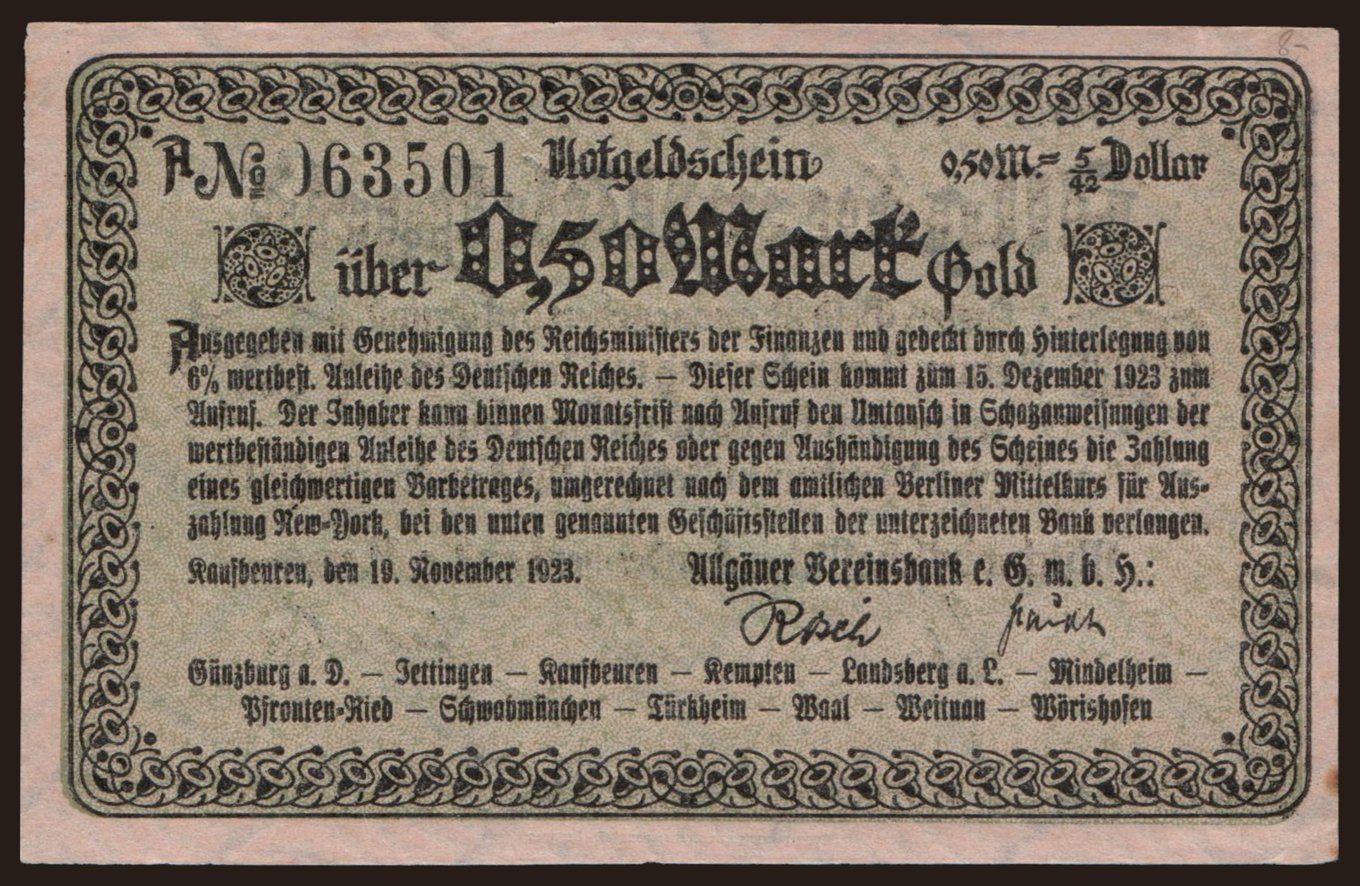 A № 063501 Notgeldschein 0,50 M. = 5/42 Dollar
über 0,50 Mark Gold
Ausgegeben mit Genehmigung des Reichsministers der Finanzen und gedeckt durch Hinterlegung von
6% wertbest. Anleihe des Deutschen Reiches. — Dieser Schein kommt zum 15. Dezember 1923 zum
Aufruf. Der Inhaber kann binnen Monatsfrist nach Aufruf den Umtausch in Schatzanweisungen der
wertbeständigen Anleihe des Deutschen Reiches oder gegen Aushändigung des Scheines die Zahlung
eines gleichwertigen Barbetrages, umgerechnet nach dem amtlichen Berliner Mittelkurs für Aus-
zahlung New-York, bei den unten genannten Geschäftsstellen der unterzeichneten Bank verlangen.
Kaufbeuren, den 19. November 1923. Allgäuer Vereinsbank e. G. m. b. H.:
Günzburg a. D. — Jettingen — Kaufbeuren — Kempten — Landsberg a. L. — Mindelheim —
Pfronten-Ried — Schwabmünchen — Türkheim — Waal — Weitnau — Wörishofen